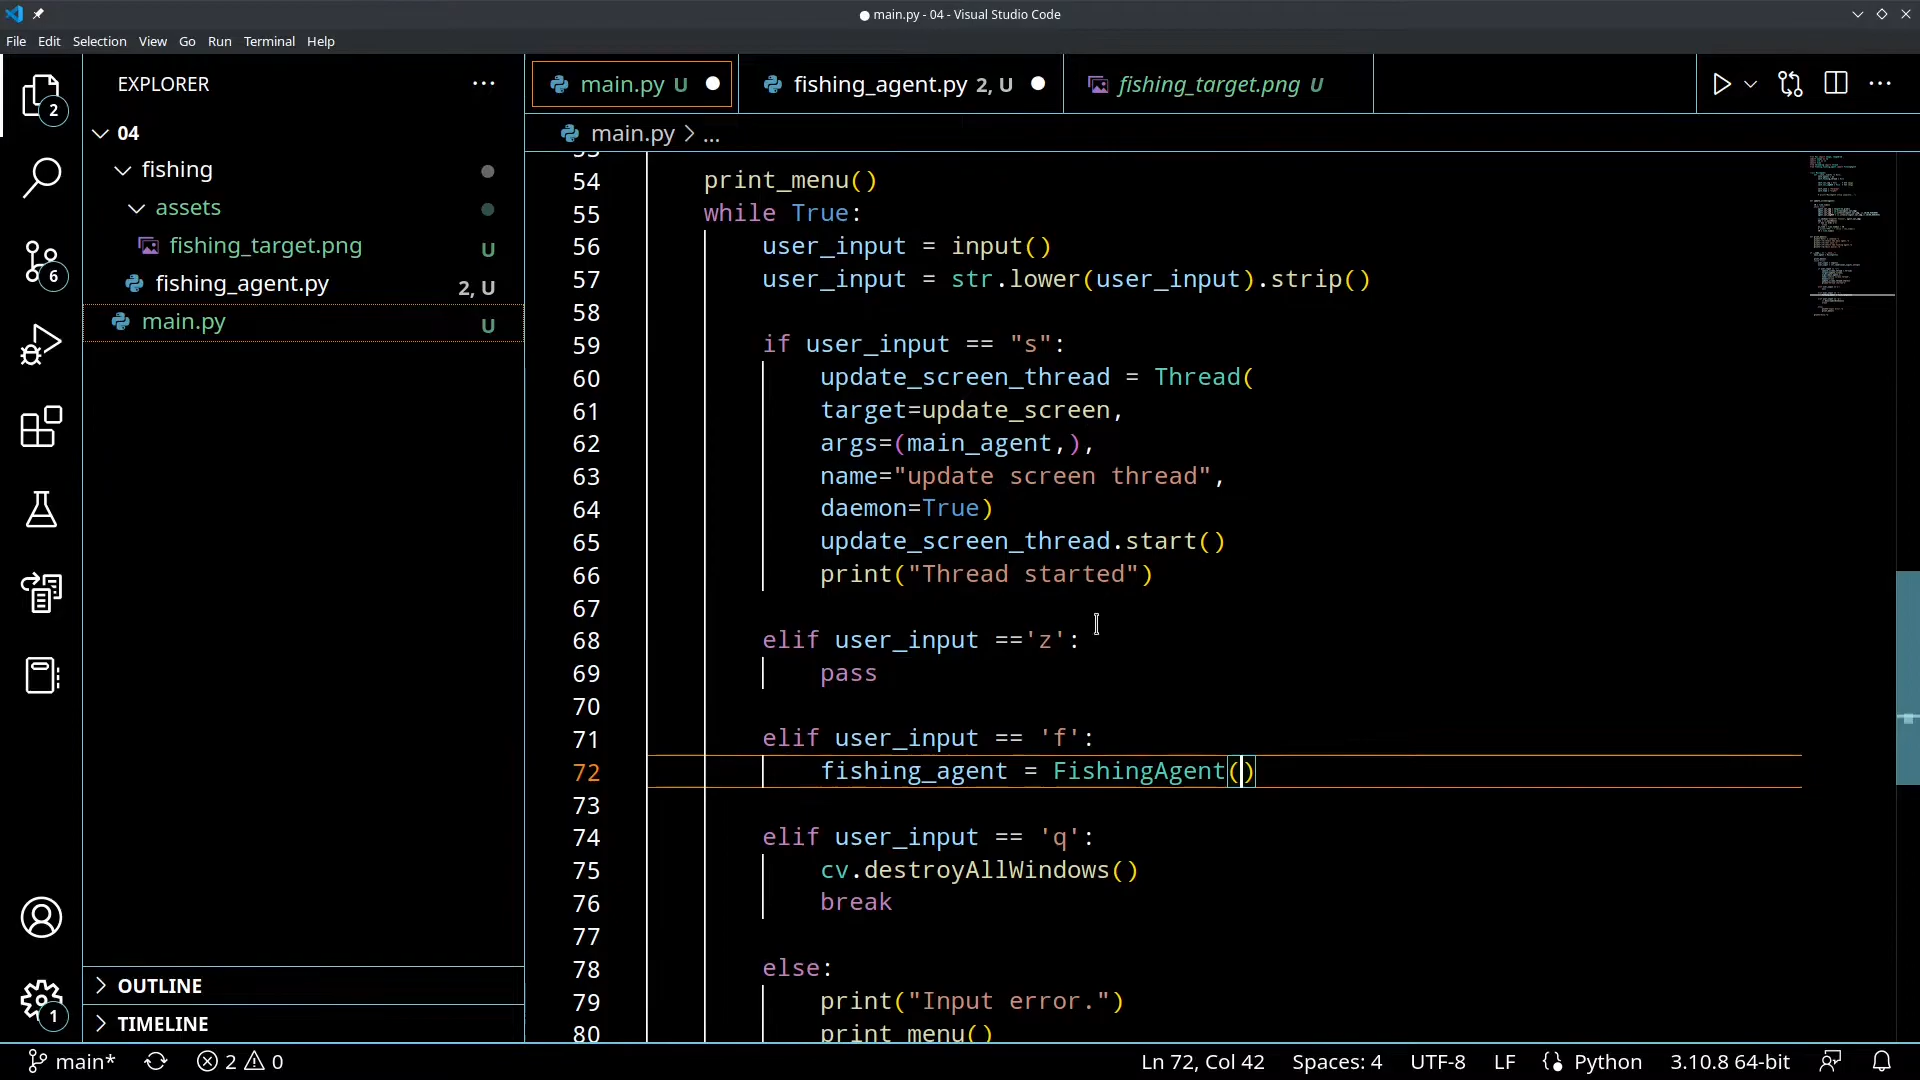 main.py - 04 - Visual Studio Code
File Edit Selection View Go Run Terminal Help
2
6
1
EXPLORER
04
fishing
assets
fishing_target.png U
fishing_agent.py 2, U
main.py U
OUTLINE
TIMELINE
main.py U
fishing_agent.py 2, U
fishing_target.png U
main.py > ...
54 print_menu()
55 while True:
56 user_input = input()
57 user_input = str.lower(user_input).strip()
58
59 if user_input == "s":
60 update_screen_thread = Thread(
61 target=update_screen,
62 args=(main_agent,),
63 name="update screen thread",
64 daemon=True)
65 update_screen_thread.start()
66 print("Thread started")
67
68 elif user_input =='z':
69 pass
70
71 elif user_input == 'f':
72 fishing_agent = FishingAgent()
73
74 elif user_input == 'q':
75 cv.destroyAllWindows()
76 break
77
78 else:
79 print("Input error.")
80 print_menu()
main* 2 0
Ln 72, Col 42 Spaces: 4 UTF-8 LF Python 3.10.8 64-bit